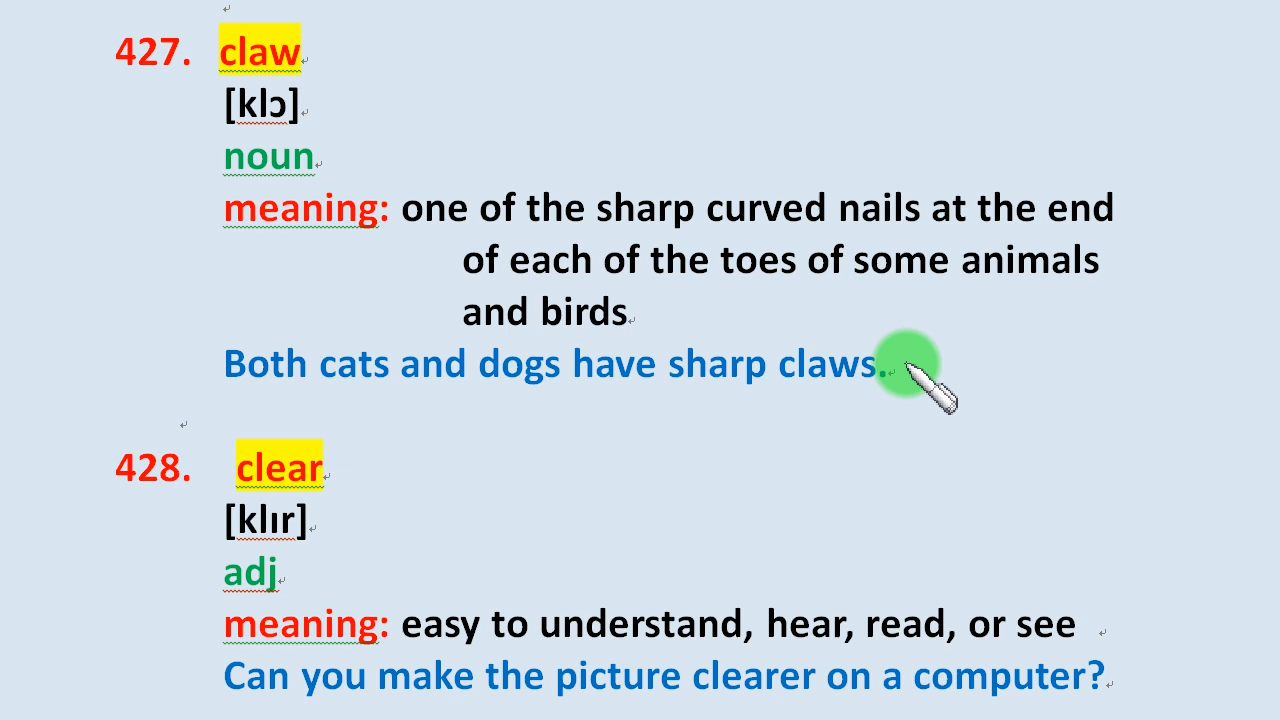 427. claw
[klɔ]
noun
meaning: one of the sharp curved nails at the end
of each of the toes of some animals
and birds
Both cats and dogs have sharp claws.
428. clear
[klır]
adj
meaning: easy to understand, hear, read, or see
Can you make the picture clearer on a computer?